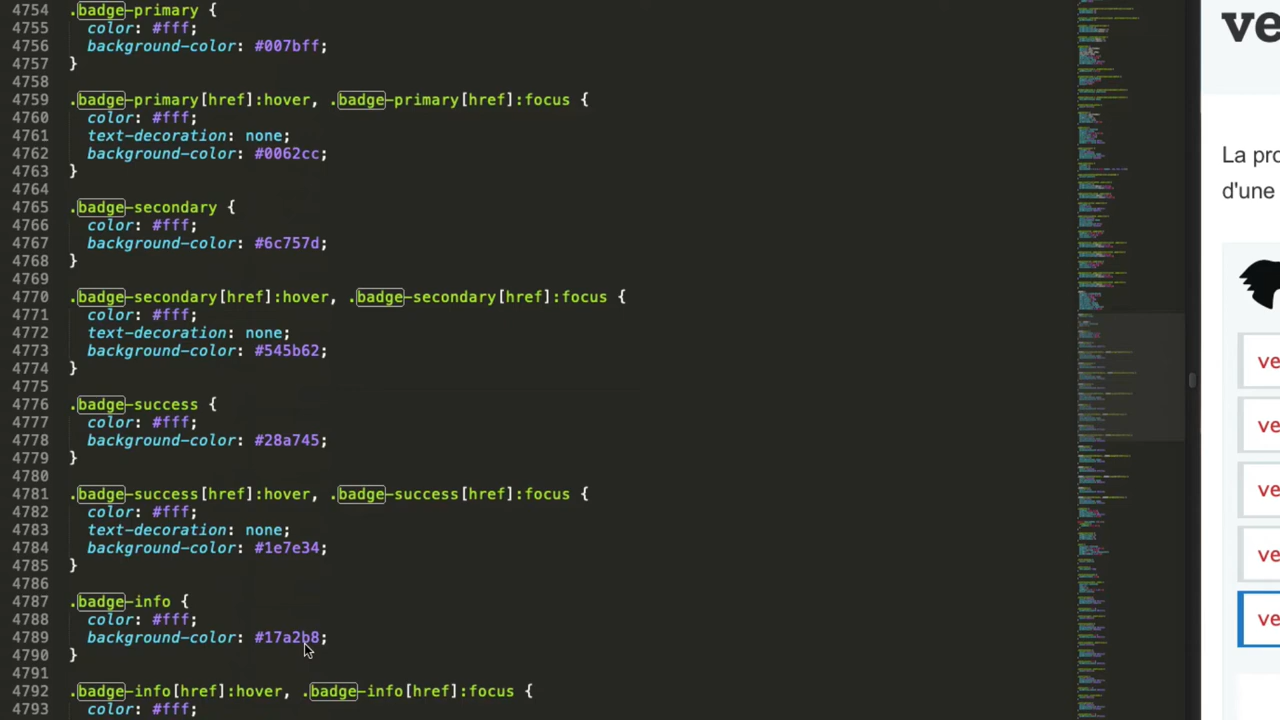 4754 .badge-primary {
4755 color: #fff;
4756 background-color: #007bff;
4757 }
4758
4759 .badge-primary[href]:hover, .badge-primary[href]:focus {
4760 color: #fff;
4761 text-decoration: none;
4762 background-color: #0062cc;
4763 }
4764
4765 .badge-secondary {
4766 color: #fff;
4767 background-color: #6c757d;
4768 }
4769
4770 .badge-secondary[href]:hover, .badge-secondary[href]:focus {
4771 color: #fff;
4772 text-decoration: none;
4773 background-color: #545b62;
4774 }
4775
4776 .badge-success {
4777 color: #fff;
4778 background-color: #28a745;
4779 }
4780
4781 .badge-success[href]:hover, .badge-success[href]:focus {
4782 color: #fff;
4783 text-decoration: none;
4784 background-color: #1e7e34;
4785 }
4786
4787 .badge-info {
4788 color: #fff;
4789 background-color: #17a2b8;
4790 }
4791
4792 .badge-info[href]:hover, .badge-info[href]:focus {
4793 color: #fff;
ve
La pro
d'une
ve
ve
ve
ve
ve